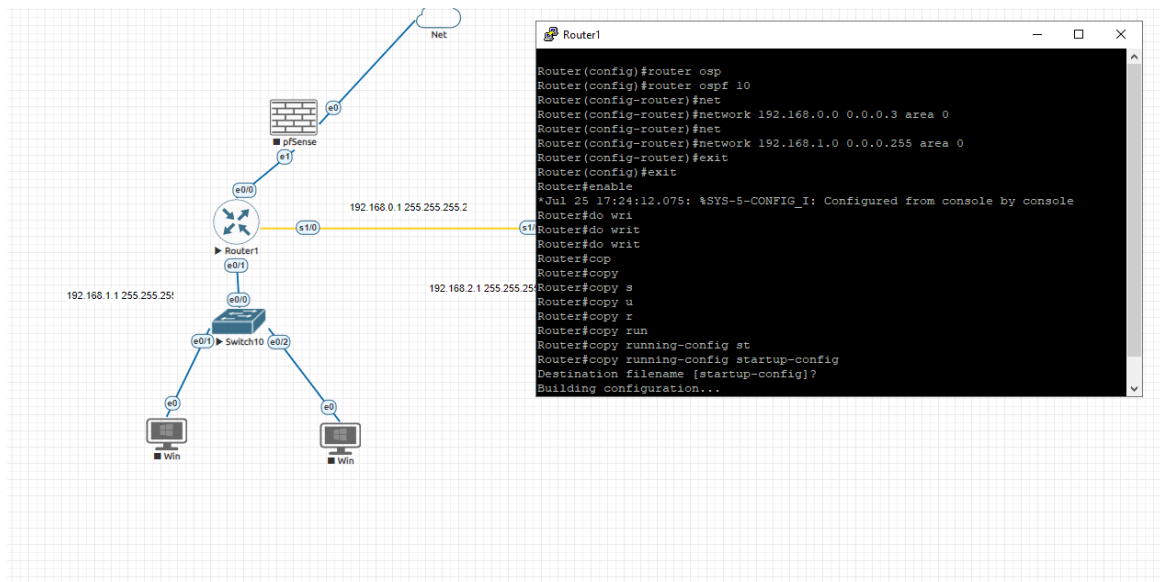 Net
e0
pfSense
e1
e0/0
192.168.0.1 255.255.255.2
s1/0
s1/
Router1
e0/1
192.168.1.1 255.255.25
192.168.2.1 255.255.255
e0/0
e0/1
Switch10
e0/2
e0
e0
Win
Win
Router1
Router(config)#router osp
Router(config)#router ospf 10
Router(config-router)#net
Router(config-router)#network 192.168.0.0 0.0.0.3 area 0
Router(config-router)#net
Router(config-router)#network 192.168.1.0 0.0.0.255 area 0
Router(config-router)#exit
Router(config)#exit
Router#enable
*Jul 25 17:24:12.075: %SYS-5-CONFIG_I: Configured from console by console
Router#do wri
Router#do writ
Router#do writ
Router#cop
Router#copy
Router#copy s
Router#copy u
Router#copy r
Router#copy run
Router#copy running-config st
Router#copy running-config startup-config
Destination filename [startup-config]?
Building configuration...